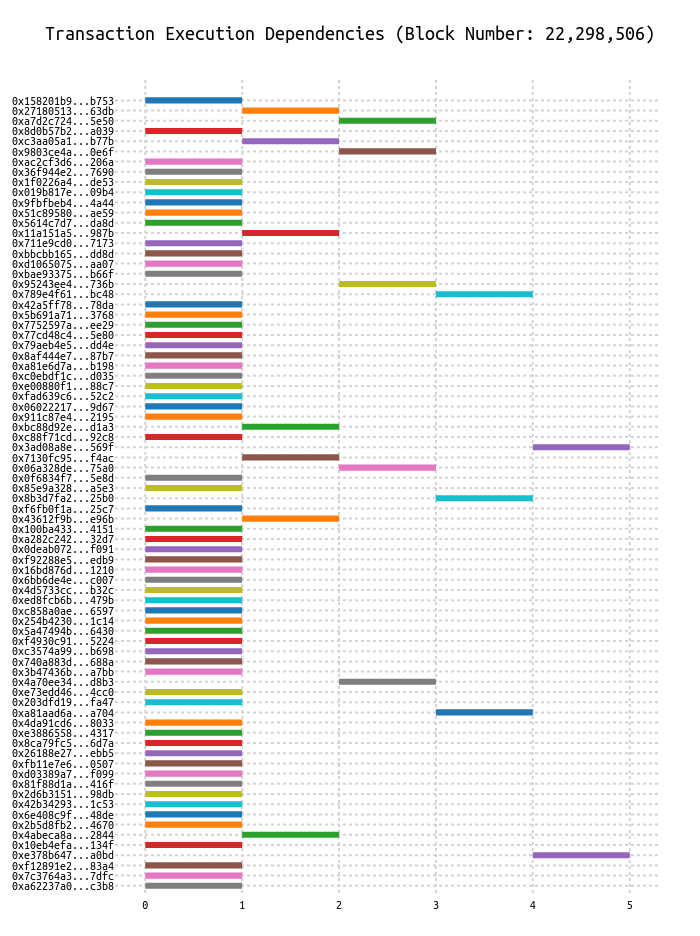 Transaction Execution Dependencies (Block Number: 22,298,506)
0x158201b9...b753
0x27180513...63db
0xa7d2c724...5e50
0x8d0b57b2...a039
0xc3aa05a1...b77b
0x9803ce4a...0e6f
0xac2cf3d6...206a
0x36f944e2...7690
0x1f0226a4...de53
0x019b817e...09b4
0x9fbfbeb4...4a44
0x51c89580...ae59
0x5614c7d7...da8d
0x11a151a5...987b
0x711e9cd0...7173
0xbbcbb165...dd8d
0xd1065075...aa07
0xbae93375...b66f
0x95243ee4...736b
0x789e4f61...bc48
0x42a5ff78...78da
0x5b691a71...3768
0x7752597a...ee29
0x77cd48c4...5e80
0x79aeb4e5...dd4e
0x8af444e7...87b7
0xa81e6d7a...b198
0xc0ebdf1c...d035
0xe00880f1...88c7
0xfad639c6...52c2
0x06022217...9d67
0x911c87e4...2195
0xbc88d92e...d1a3
0xc88f71cd...92c8
0x3ad08a8e...569f
0x7130fc95...f4ac
0x06a328de...75a0
0x0f6834f7...5e8d
0x85e9a328...a5e3
0x8b3d7fa2...25b0
0xf6fb0f1a...25c7
0x43612f9b...e96b
0x100ba433...4151
0xa282c242...32d7
0x0deab072...f091
0xf92288e5...edb9
0x16bd876d...1210
0x6bb6de4e...c007
0x4d5733cc...b32c
0xed8fcb6b...479b
0xc858a0ae...6597
0x254b4230...1c14
0x5a47494b...6430
0xf4930c91...5224
0xc3574a99...b698
0x740a883d...688a
0x3b47436b...a7bb
0x4a70ee34...d8b3
0xe73edd46...4cc0
0x203dfd19...fa47
0xa81aad6a...a704
0x4da91cd6...8033
0xe3886558...4317
0x8ca79fc5...6d7a
0x26188e27...ebb5
0xfb11e7e6...0507
0xd03389a7...f099
0x81f88d1a...416f
0x2d6b3151...98db
0x42b34293...1c53
0x6e408c9f...48de
0x2b5d8fb2...4670
0x4abeca8a...2844
0x10eb4efa...134f
0xe378b647...a0bd
0xf12891e2...83a4
0x7c3764a3...7dfc
0xa62237a0...c3b8
0 1 2 3 4 5